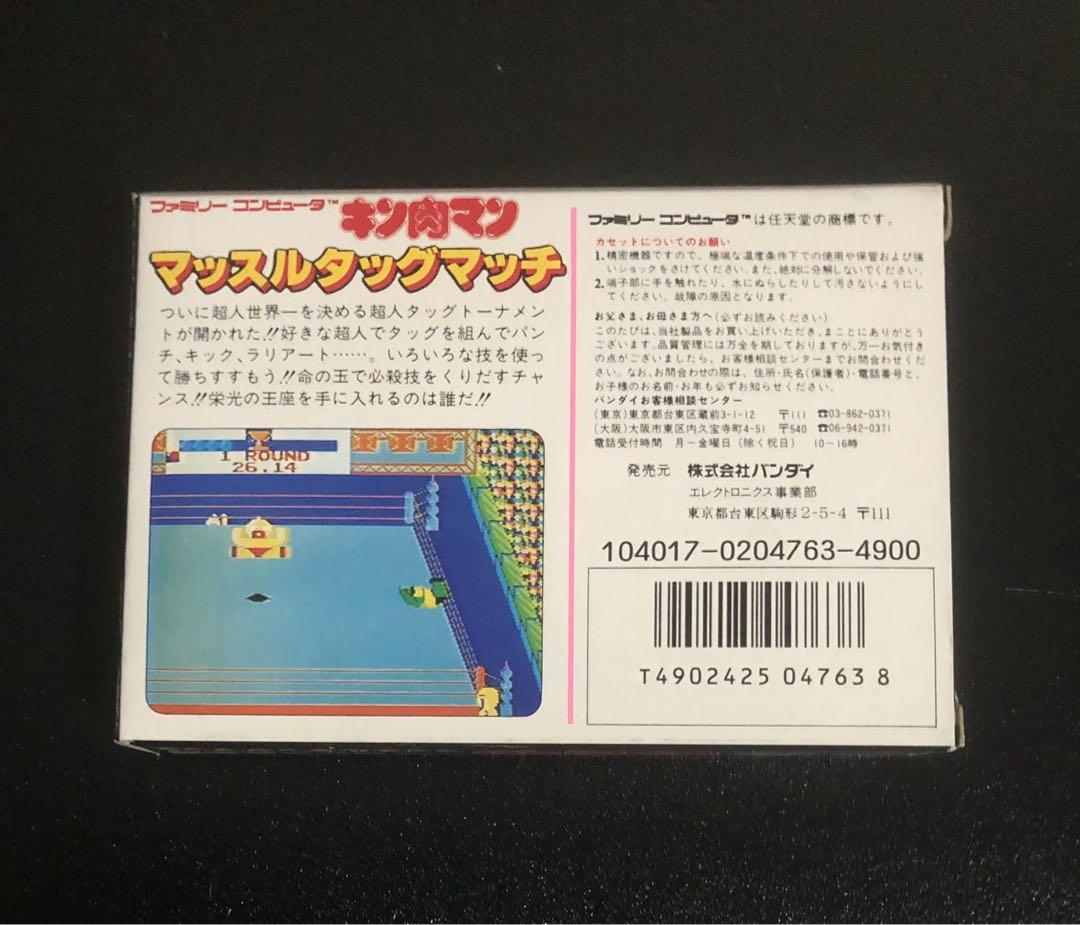 ファミリー コンピュータ™ キン肉マン
マッスルタッグマッチ
ついに超人世界一を決める超人タッグトーナメン
トが開かれた!!好きな超人でタッグを組んでパン
チ、キック、ラリアート……。いろいろな技を使っ
て勝ちすすもう!!命の玉で必殺技をくりだすチャ
ンス!!栄光の王座を手に入れるのは誰だ!!
1 ROUND
26.14
ファミリー コンピュータ™は任天堂の商標です。
カセットについてのお願い
1.精密機器ですので、極端な温度条件下での使用や保管および強
いショックをさけてください。また、絶対に分解しないでください。
2.端子部に手を触れたり、水にぬらしたりして汚さないようにし
てください。故障の原因となります。
お父さま、お母さま方へ(必ずお読みください)
このたびは、当社製品をお買い上げいただき、まことにありがとう
ございます。品質管理には万全を期しておりますが、万一お気付き
の点がございましたら、お客様相談センターまでお問合わせくだ
さい。なお、お問合わせの際は、住所・氏名(保護者)・電話番号と、
お子様のお名前・お年も必ずお知らせください。
バンダイお客様相談センター
(東京)東京都台東区蔵前3-1-12 〒111 ☎03-862-0371
(大阪)大阪市東区内久宝寺町4-51 〒540 ☎06-942-0371
電話受付時間 月－金曜日(除く祝日) 10－16時
発売元 株式会社バンダイ
エレクトロニクス事業部
東京都台東区駒形2-5-4 〒111
104017-0204763-4900
T4902425 04763 8